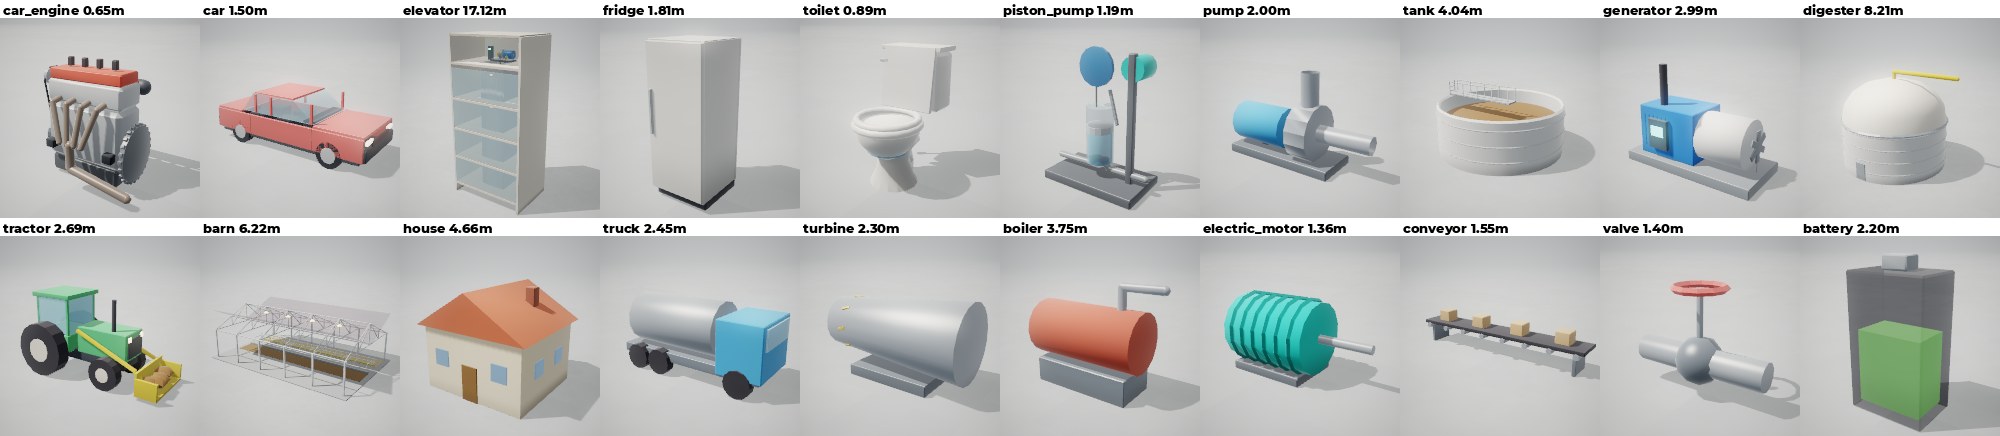 car_engine 0.65m
car 1.50m
elevator 17.12m
fridge 1.81m
toilet 0.89m
piston_pump 1.19m
pump 2.00m
tank 4.04m
generator 2.99m
digester 8.21m
tractor 2.69m
barn 6.22m
house 4.66m
truck 2.45m
turbine 2.30m
boiler 3.75m
electric_motor 1.36m
conveyor 1.55m
valve 1.40m
battery 2.20m